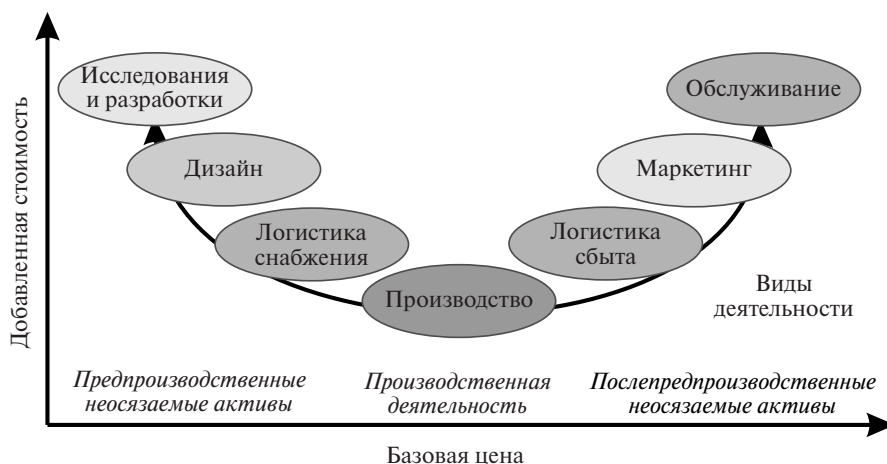 Добавленная стоимость
Исследования
и разработки
Дизайн
Логистика
снабжения
Производство
Логистика
сбыта
Маркетинг
Обслуживание
Виды
деятельности
Предпроизводственные
неосязаемые активы
Производственная
деятельность
Послепредпроизводственные
неосязаемые активы
Базовая цена